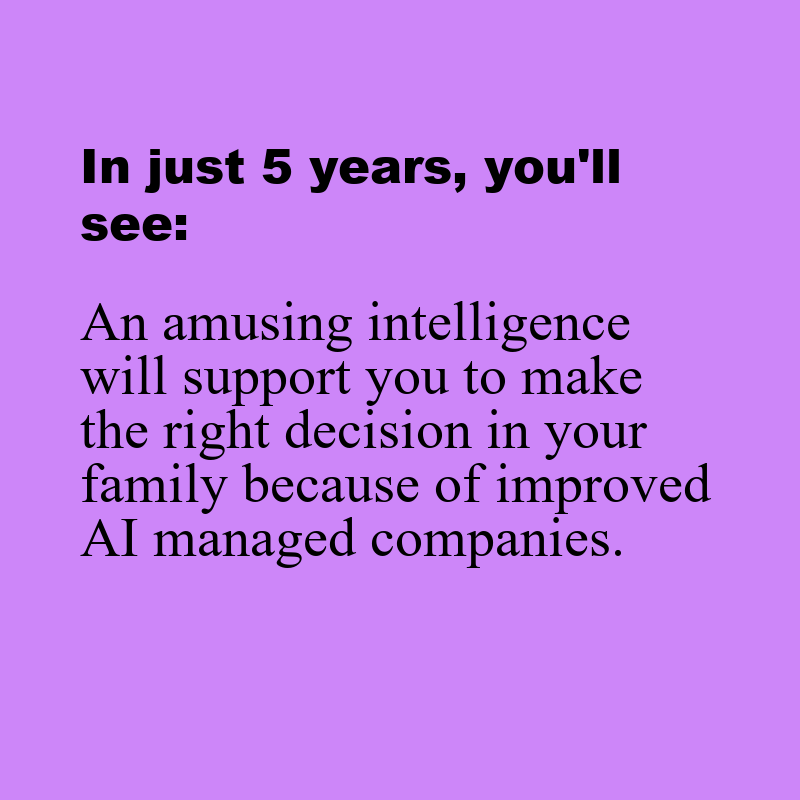 In just 5 years, you'll
see:
An amusing intelligence
will support you to make
the right decision in your
family because of improved
AI managed companies.